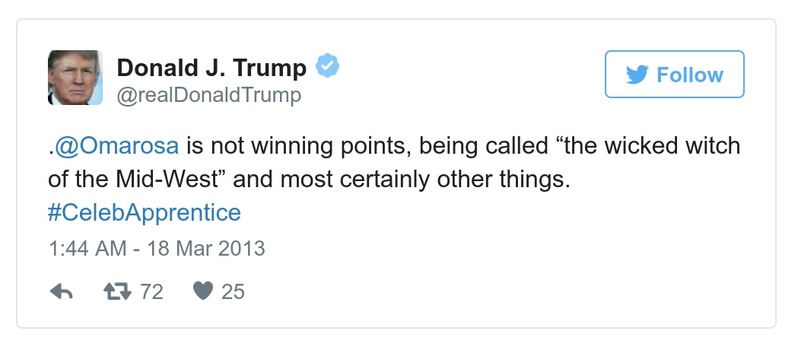 Donald J. Trump
@realDonaldTrump
Follow
.@Omarosa is not winning points, being called “the wicked witch
of the Mid-West” and most certainly other things.
#CelebApprentice
1:44 AM - 18 Mar 2013
72 25